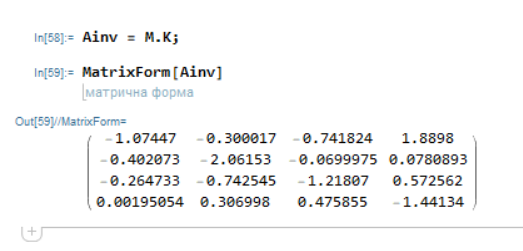 In[58]:= Ainv = M.K;
In[59]:= MatrixForm[Ainv]
матрична форма
Out[59]//MatrixForm=
-1.07447 -0.300017 -0.741824 1.8898
-0.402073 -2.06153 -0.0699975 0.0780893
-0.264733 -0.742545 -1.21807 0.572562
0.00195054 0.306998 0.475855 -1.44134
+